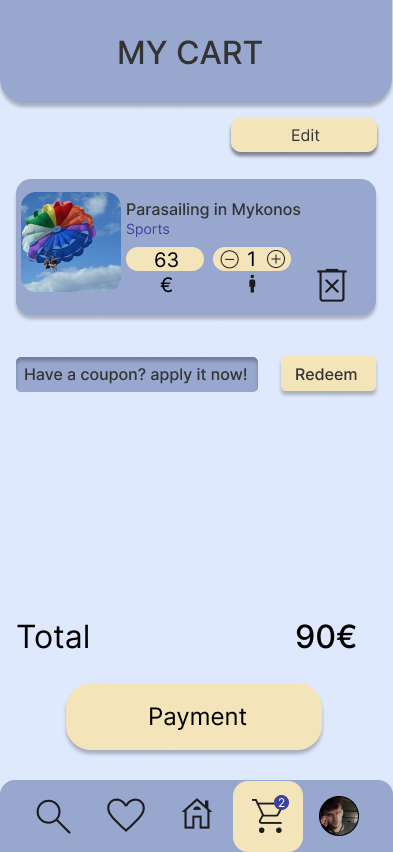 MY CART
Edit
Parasailing in Mykonos
Sports
63
1
€
Have a coupon? apply it now!
Redeem
Total
90€
Payment
2